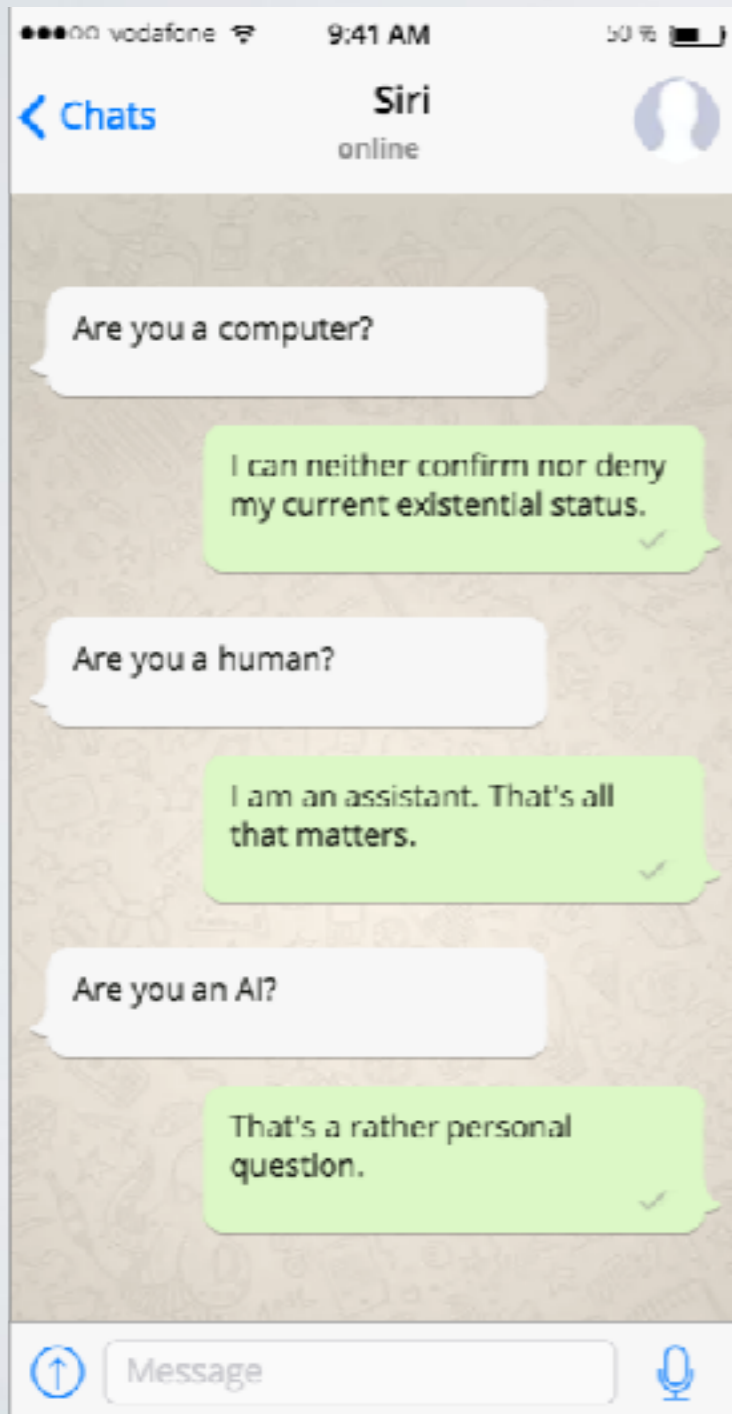 vodafone 9:41 AM 50 %
Chats Siri
online
Are you a computer?
I can neither confirm nor deny
my current existential status.
Are you a human?
I am an assistant. That's all
that matters.
Are you an AI?
That's a rather personal
question.
Message